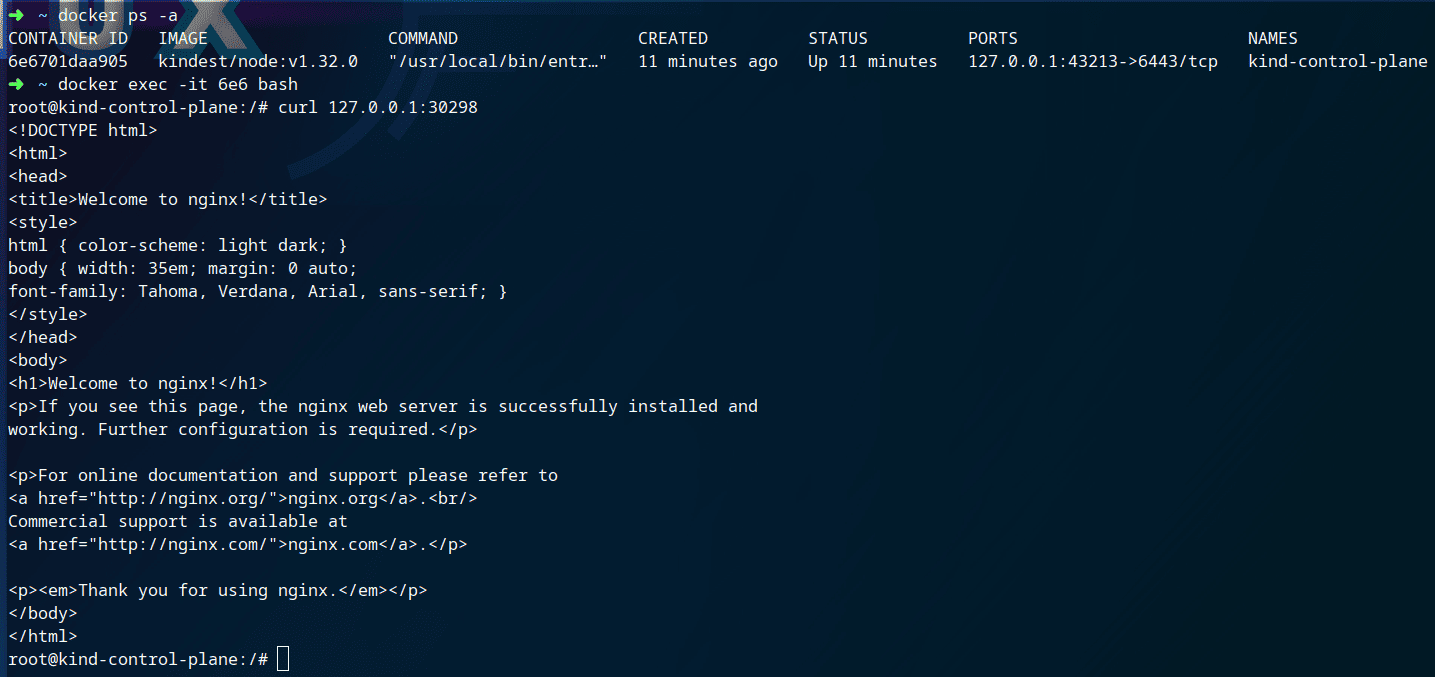 ➜ ~ docker ps -a
CONTAINER ID IMAGE COMMAND CREATED STATUS PORTS NAMES
6e6701daa905 kindest/node:v1.32.0 "/usr/local/bin/entr…" 11 minutes ago Up 11 minutes 127.0.0.1:43213->6443/tcp kind-control-plane
➜ ~ docker exec -it 6e6 bash
root@kind-control-plane:/# curl 127.0.0.1:30298
<!DOCTYPE html>
<html>
<head>
<title>Welcome to nginx!</title>
<style>
html { color-scheme: light dark; }
body { width: 35em; margin: 0 auto;
font-family: Tahoma, Verdana, Arial, sans-serif; }
</style>
</head>
<body>
<h1>Welcome to nginx!</h1>
<p>If you see this page, the nginx web server is successfully installed and
working. Further configuration is required.</p>

<p>For online documentation and support please refer to
<a href="http://nginx.org/">nginx.org</a>.<br/>
Commercial support is available at
<a href="http://nginx.com/">nginx.com</a>.</p>

<p><em>Thank you for using nginx.</em></p>
</body>
</html>
root@kind-control-plane:/#